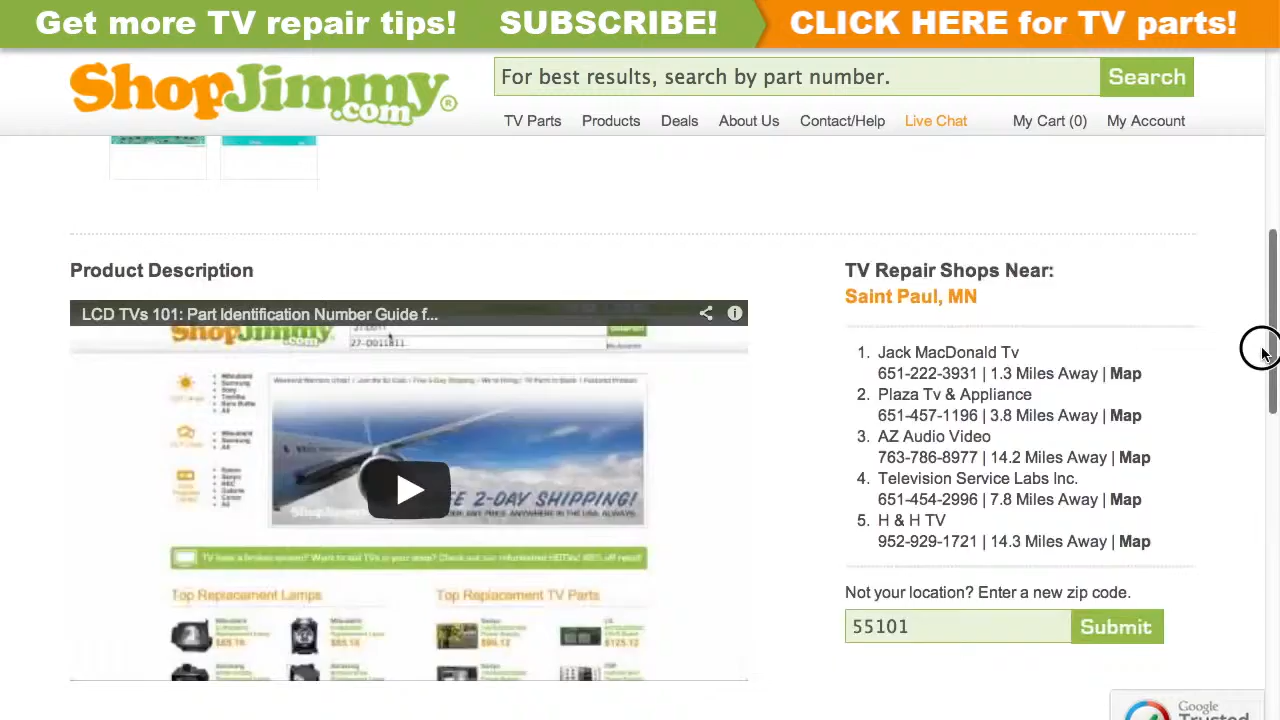 Get more TV repair tips! SUBSCRIBE! CLICK HERE for TV parts!
ShopJimmy.com®
For best results, search by part number. Search
TV Parts Products Deals About Us Contact/Help Live Chat My Cart (0) My Account
Product Description
LCD TVs 101: Part Identification Number Guide f...
ShopJimmy
27-D011811
2-DAY SHIPPING!
Top Replacement Lamps
Top Replacement TV Parts
TV Repair Shops Near:
Saint Paul, MN
1. Jack MacDonald Tv
651-222-3931 | 1.3 Miles Away | Map
2. Plaza Tv & Appliance
651-457-1196 | 3.8 Miles Away | Map
3. AZ Audio Video
763-786-8977 | 14.2 Miles Away | Map
4. Television Service Labs Inc.
651-454-2996 | 7.8 Miles Away | Map
5. H & H TV
952-929-1721 | 14.3 Miles Away | Map
Not your location? Enter a new zip code.
55101 Submit
Google
Trusted